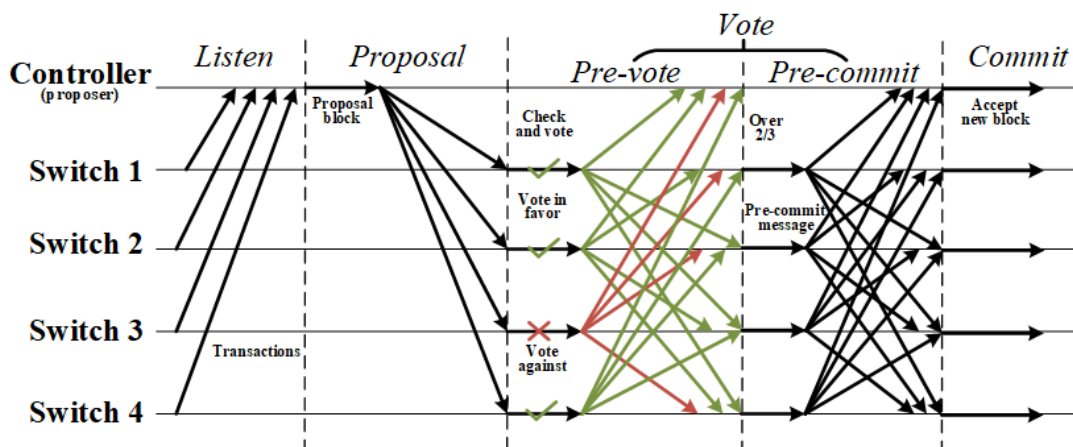 Vote
Listen
Proposal
Pre-vote
Pre-commit
Commit
Controller
(proposer)
Proposal
block
Check
and vote
Over
2/3
Accept
new block
Switch 1
Vote in
favor
Pre-commit
message
Switch 2
Switch 3
Transactions
Vote
against
Switch 4